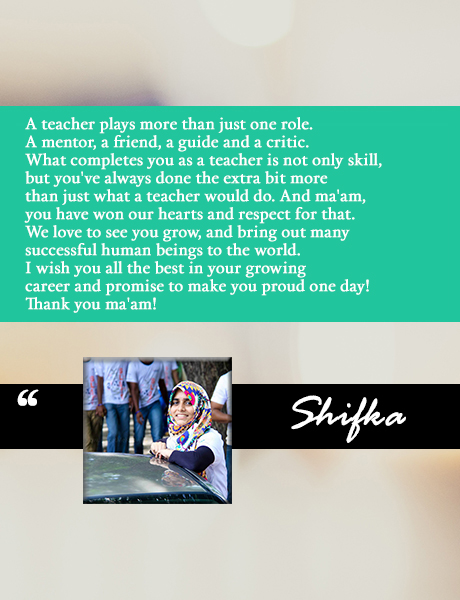 A teacher plays more than just one role.
A mentor, a friend, a guide and a critic.
What completes you as a teacher is not only skill,
but you've always done the extra bit more
than just what a teacher would do. And ma'am,
you have won our hearts and respect for that.
We love to see you grow, and bring out many
successful human beings to the world.
I wish you all the best in your growing
career and promise to make you proud one day!
Thank you ma'am!
“ Shifka